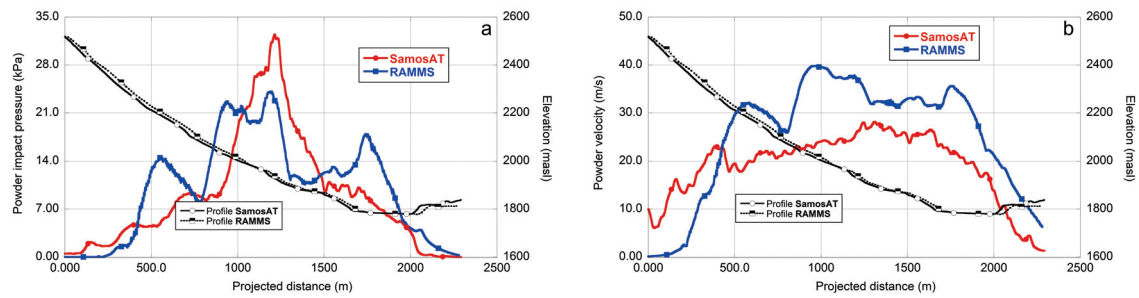 35.0
28.0
21.0
14.0
7.00
0.00
Powder impact pressure (kPa)
a
SamosAT
RAMMS
Profile SamosAT
Profile RAMMS
2600
2400
2200
2000
1800
1600
Elevation (masl)
0.000 500.0 1000 1500 2000 2500
Projected distance (m)
50.0
40.0
30.0
20.0
10.0
0.00
Powder velocity (m/s)
b
SamosAT
RAMMS
Profile SamosAT
Profile RAMMS
2600
2400
2200
2000
1800
1600
Elevation (masl)
0.000 500.0 1000 1500 2000 2500
Projected distance (m)